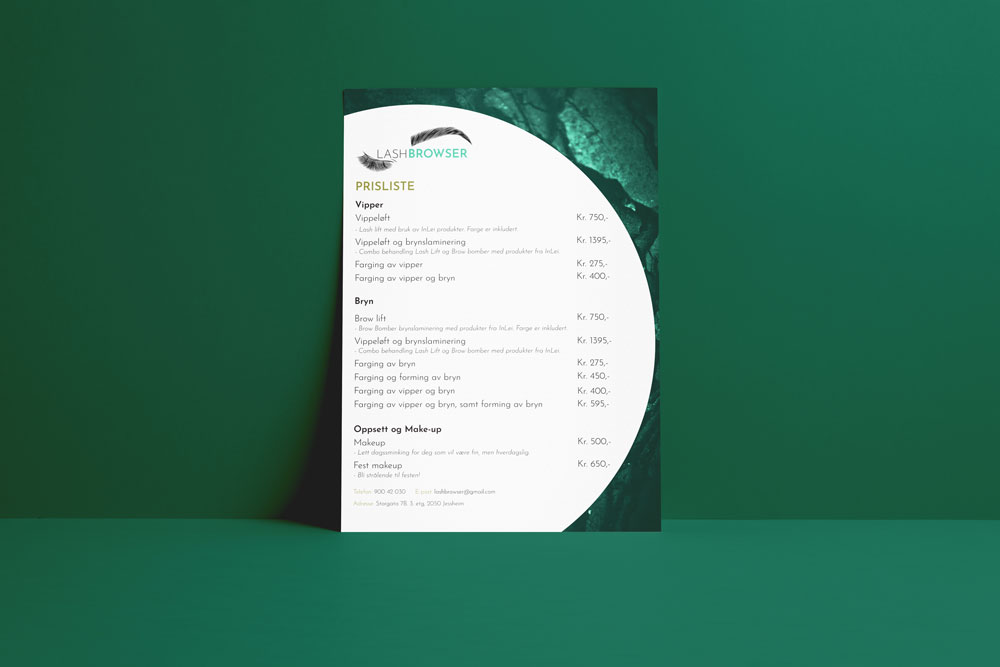 LASHBROWSER
PRISLISTE
Vipper
Vippeløft Kr. 750,-
- Lash lift med bruk av InLei produkter. Farge er inkludert.
Vippeløft og brynslaminering Kr. 1395,-
- Combo behandling Lash Lift og Brow bomber med produkter fra InLei.
Farging av vipper Kr. 275,-
Farging av vipper og bryn Kr. 400,-
Bryn
Brow lift Kr. 750,-
- Brow Bomber brynslaminering med produkter fra InLei. Farge er inkludert.
Vippeløft og brynslaminering Kr. 1395,-
- Combo behandling Lash Lift og Brow bomber med produkter fra InLei.
Farging av bryn Kr. 275,-
Farging og forming av bryn Kr. 450,-
Farging av vipper og bryn Kr. 400,-
Farging av vipper og bryn, samt forming av bryn Kr. 595,-
Oppsett og Make-up
Makeup Kr. 500,-
- Lett dagssminking for deg som vil være fin, men hverdagslig.
Fest makeup Kr. 650,-
- Bli strålende til festen!
Telefon: 900 42 030 E-post: lashbrowser@gmail.com
Adresse: Storgata 7B, 3. etg, 2050 Jessheim